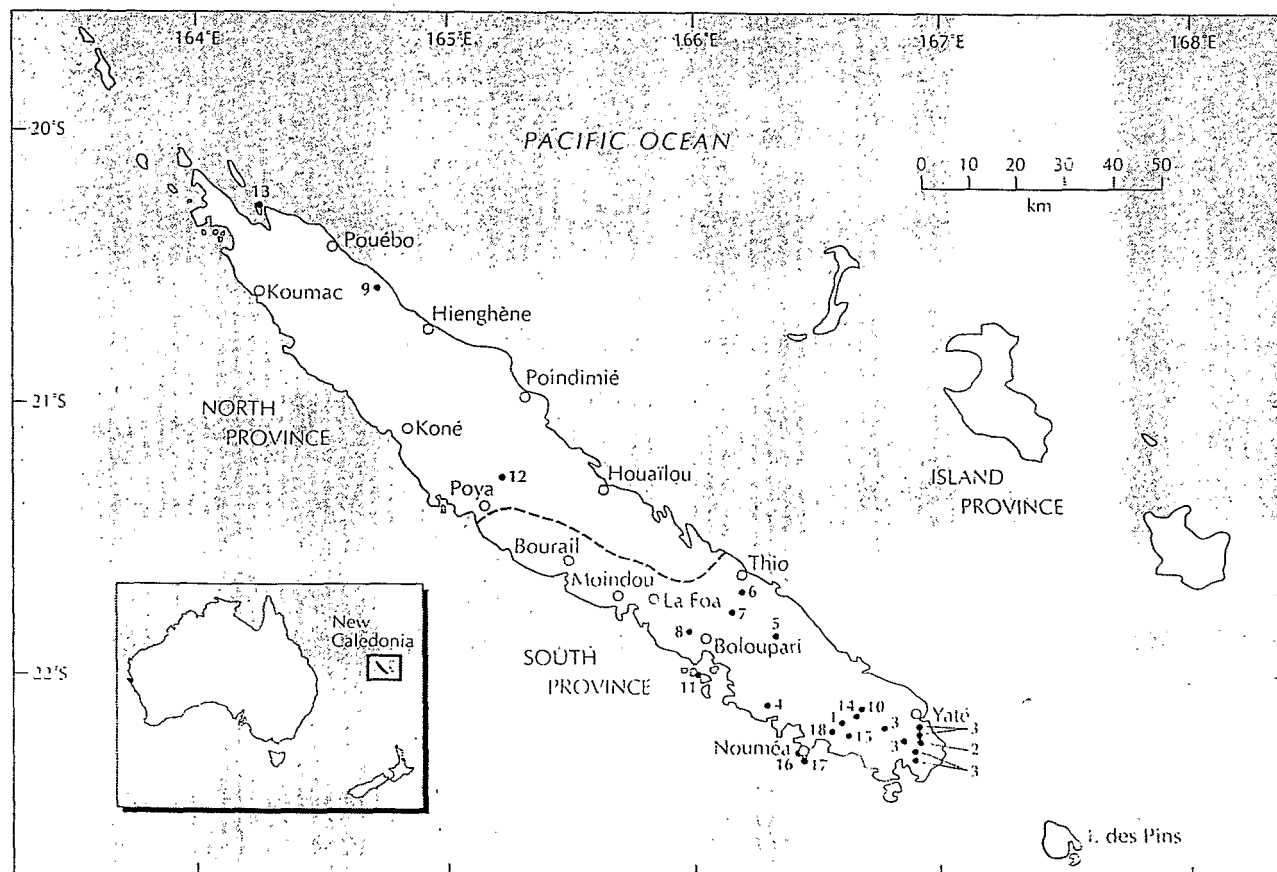 164°E
165°E
166°E
167°E
168°E
20°S
PACIFIC OCEAN
0 10 20 30 40 50
km
13
Pouébo
Koumac
9
Hienghène
Poindimié
21°S
NORTH
PROVINCE
Koné
12
Poya
Houaïlou
ISLAND
PROVINCE
Bourail
Thio
Moindou
6
La Foa
7
New
Caledonia
8
5
Boloupari
22°S
SOUTH
PROVINCE
11
4
14
10
1
3
Yaté
18
15
3
3
2
Nouméa
16
17
3
I. des Pins